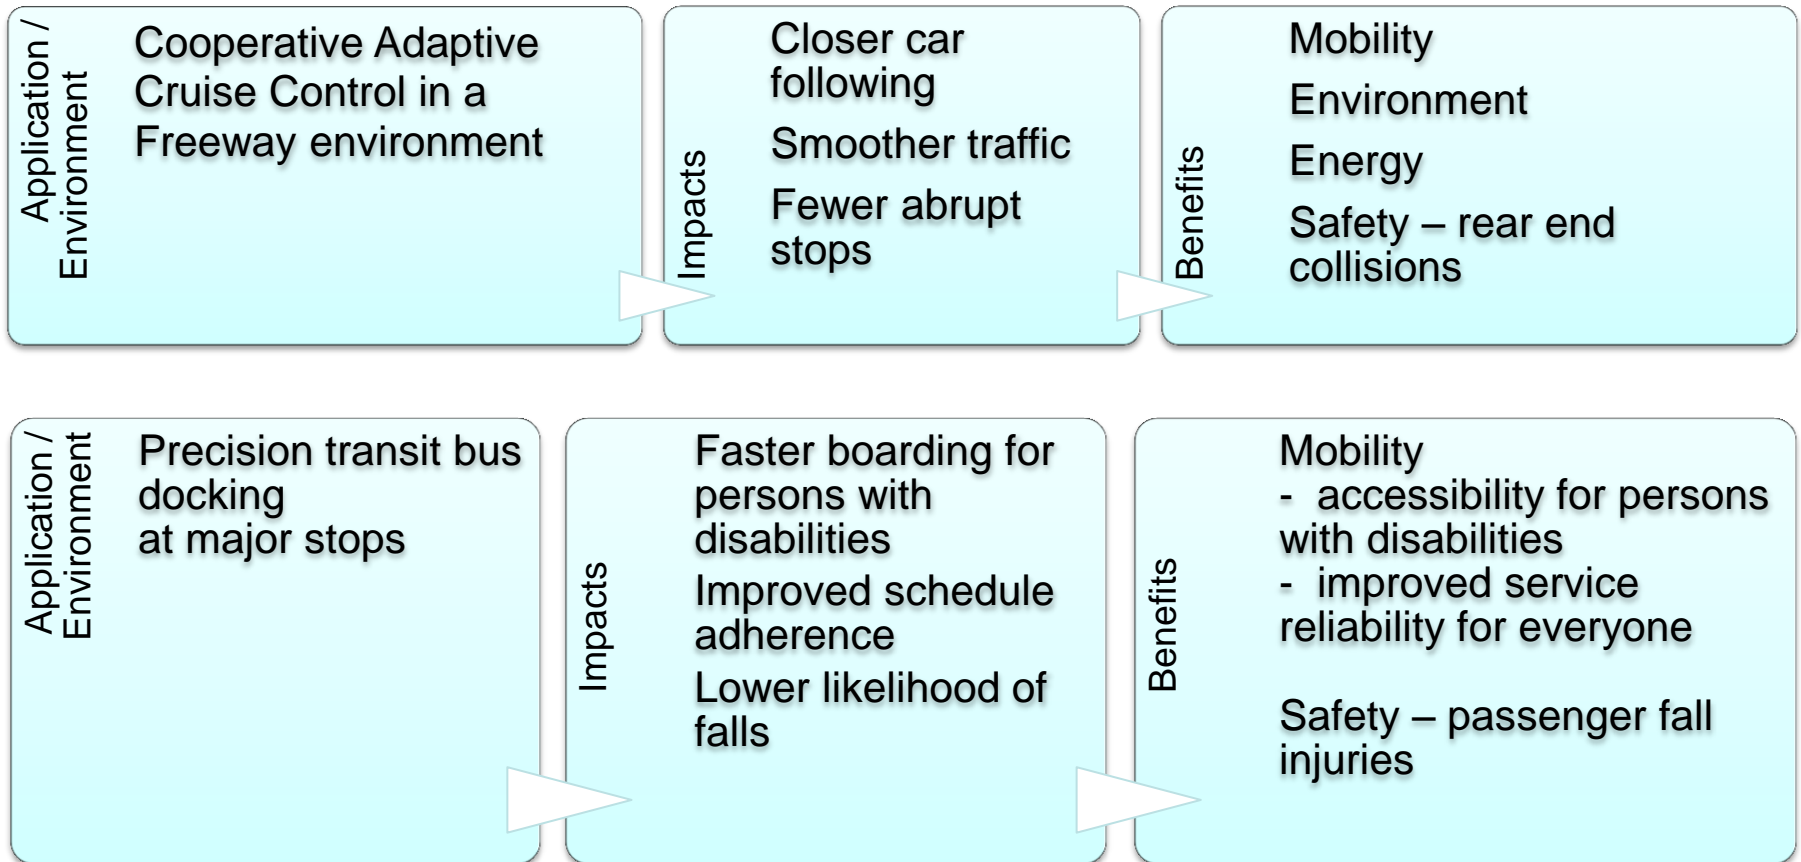 Application /
Environment
Cooperative Adaptive
Cruise Control in a
Freeway environment
Impacts
Closer car
following
Smoother traffic
Fewer abrupt
stops
Benefits
Mobility
Environment
Energy
Safety – rear end
collisions
Application /
Environment
Precision transit bus
docking
at major stops
Impacts
Faster boarding for
persons with
disabilities
Improved schedule
adherence
Lower likelihood of
falls
Benefits
Mobility
- accessibility for persons
with disabilities
- improved service
reliability for everyone
Safety – passenger fall
injuries